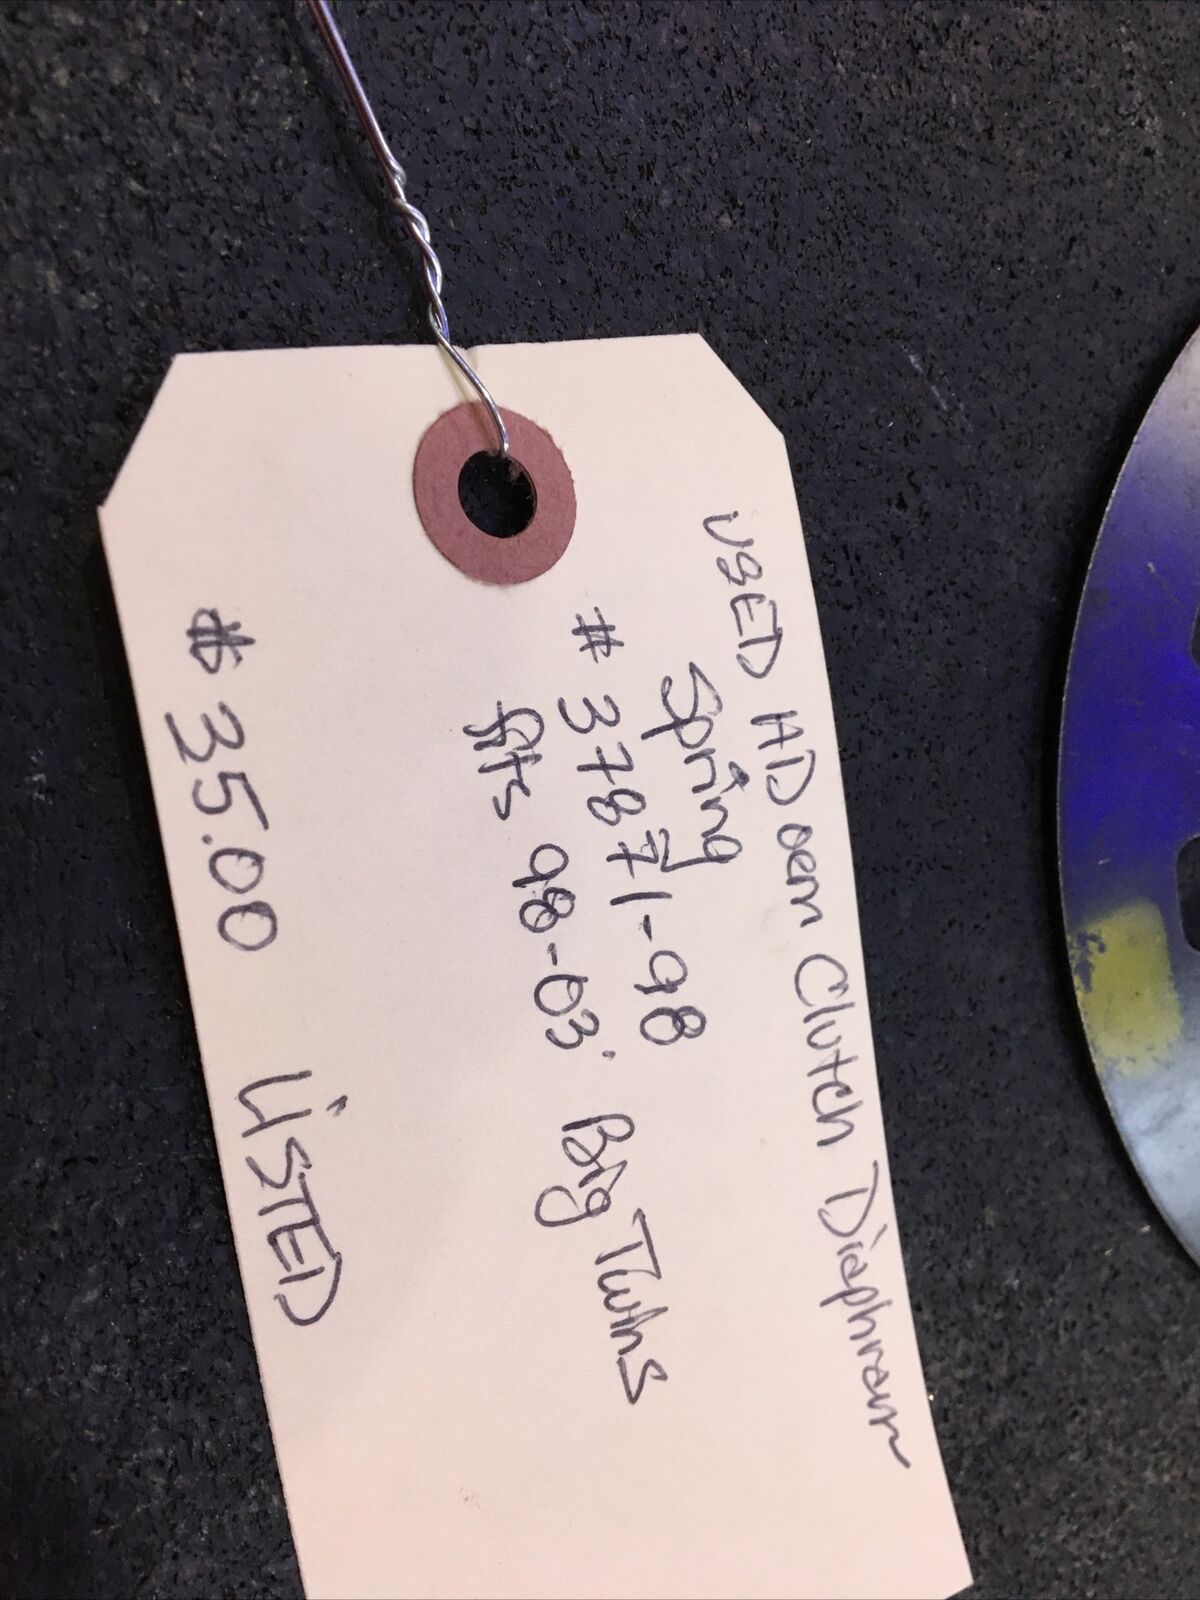 USED HD oem Clutch Diaphram
Spring
# 37871-98
fits 98-03' Big Twins
$ 35.00 LISTED